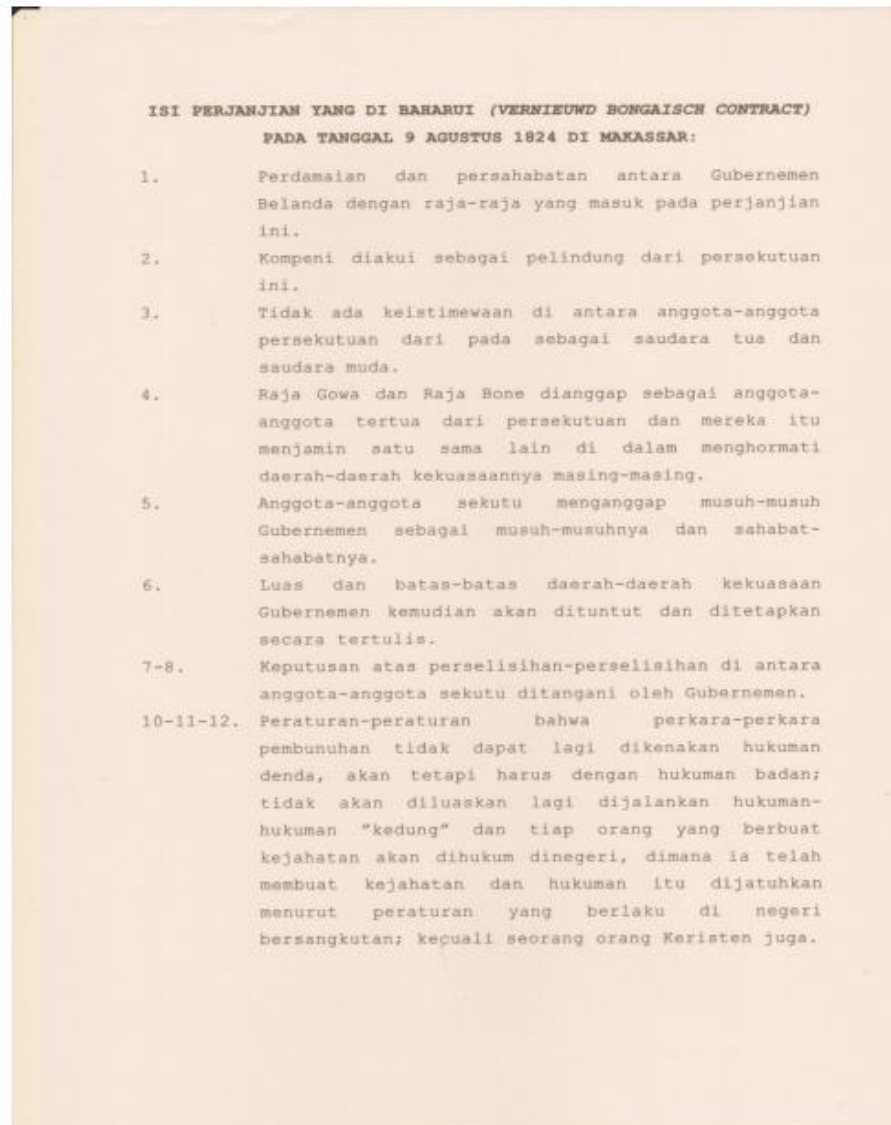 ISI PERJANJIAN YANG DI BAHARUI (VERNIEUWD BONGAISCH CONTRACT)
PADA TANGGAL 9 AGUSTUS 1824 DI MAKASSAR:
1. Perdamaian dan persahabatan antara Gubernemen
Belanda dengan raja-raja yang masuk pada perjanjian
ini.
2. Kompeni diakui sebagai pelindung dari persekutuan
ini.
3. Tidak ada keistimewaan di antara anggota-anggota
persekutuan dari pada sebagai saudara tua dan
saudara muda.
4. Raja Gowa dan Raja Bone dianggap sebagai anggota-
anggota tertua dari persekutuan dan mereka itu
menjamin satu sama lain di dalam menghormati
daerah-daerah kekuasaannya masing-masing.
5. Anggota-anggota sekutu menganggap musuh-musuh
Gubernemen sebagai musuh-musuhnya dan sahabat-
sahabatnya.
6. Luas dan batas-batas daerah-daerah kekuasaan
Gubernemen kemudian akan dituntut dan ditetapkan
secara tertulis.
7-8. Keputusan atas perselisihan-perselisihan di antara
anggota-anggota sekutu ditangani oleh Gubernemen.
10-11-12. Peraturan-peraturan bahwa perkara-perkara
pembunuhan tidak dapat lagi dikenakan hukuman
denda, akan tetapi harus dengan hukuman badan;
tidak akan diluaskan lagi dijalankan hukuman-
hukuman "kedung" dan tiap orang yang berbuat
kejahatan akan dihukum dinegeri, dimana ia telah
membuat kejahatan dan hukuman itu dijatuhkan
menurut peraturan yang berlaku di negeri
bersangkutan; kecuali seorang orang Keristen juga.